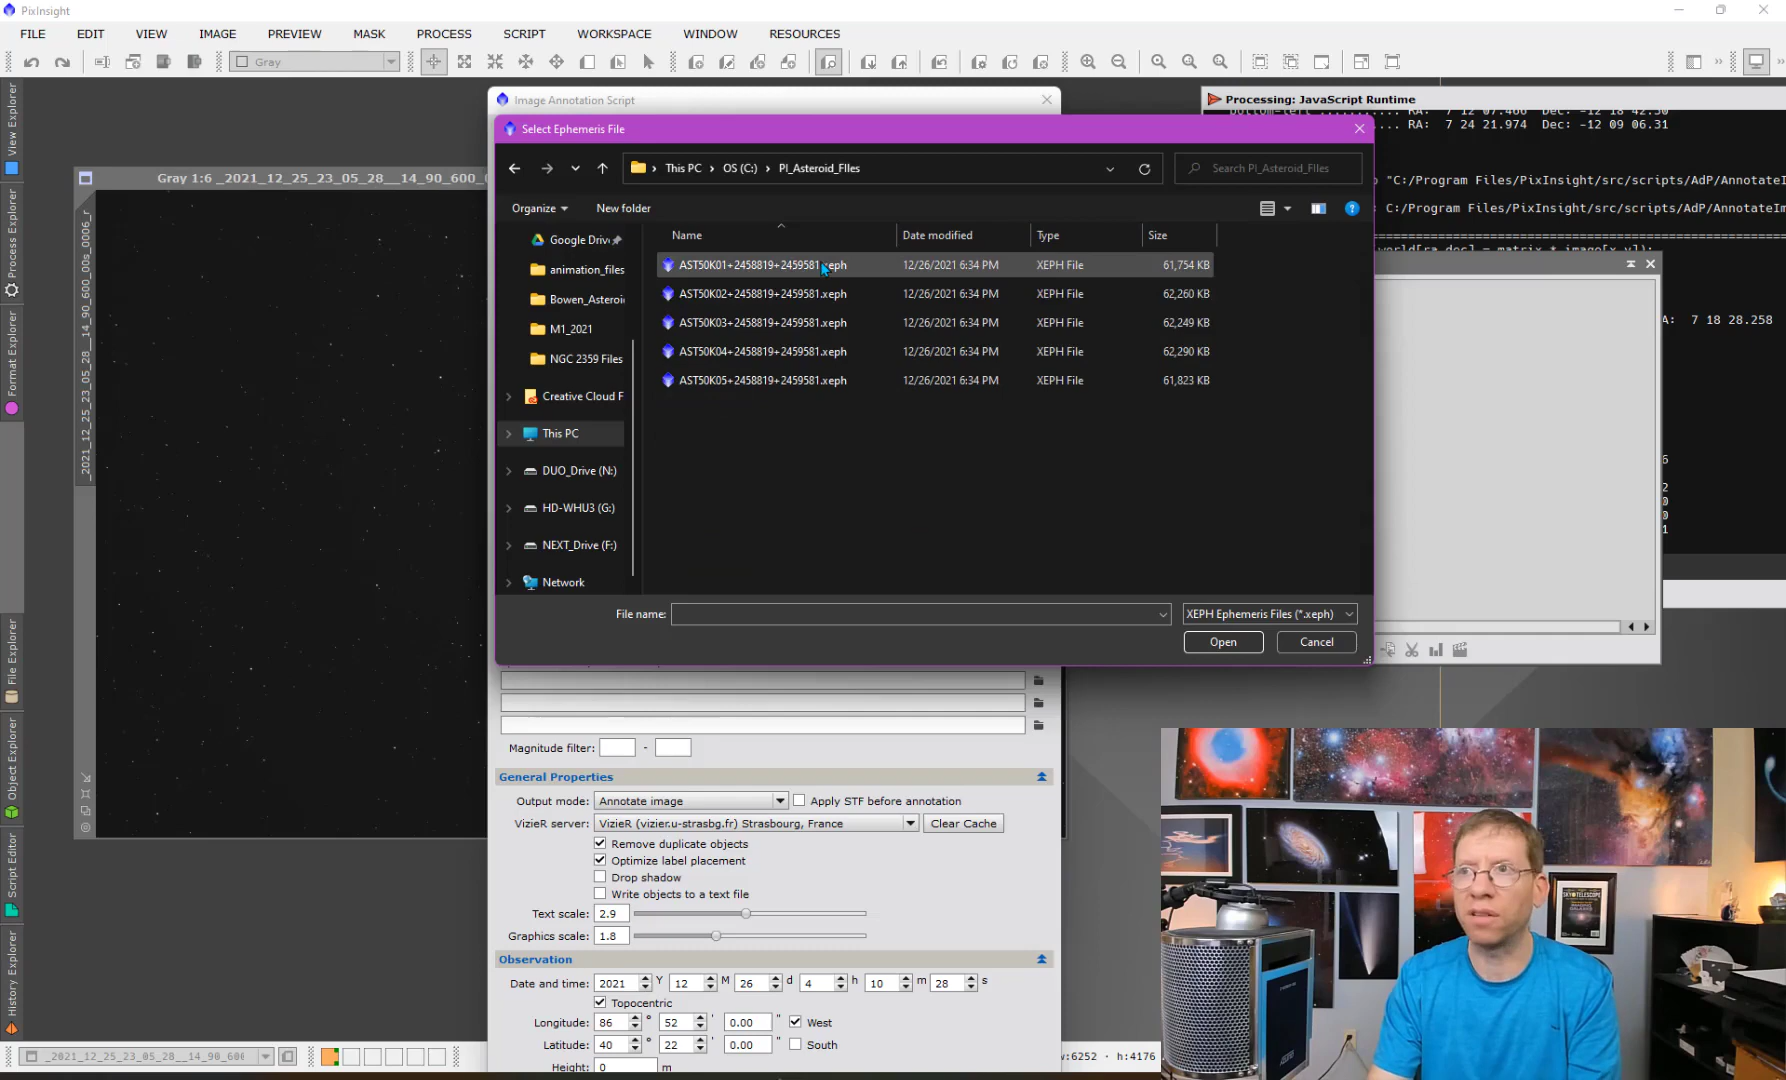 PixInsight
FILE EDIT VIEW IMAGE PREVIEW MASK PROCESS SCRIPT WORKSPACE WINDOW RESOURCES
Gray
Image Annotation Script
Processing: JavaScript Runtime
RA: 7 24 21.974 Dec: -12 09 06.31
Select Ephemeris File
This PC > OS (C:) > PI_Asteroid_FIles
Search PI_Asteroid_FIles
Gray 1:6 _2021_12_25_23_05_28__14_90_600_0
"C:/Program Files/PixInsight/src/scripts/AdP/AnnotateIm
"C:/Program Files/PixInsight/src/scripts/AdP/AnnotateIm
Organize New folder
Name Date modified Type Size
Google Drive
animation_files
Bowen_Asteroi
M1_2021
NGC 2359 Files
Creative Cloud F
This PC
DUO_Drive (N:)
HD-WHU3 (G:)
NEXT_Drive (F:)
Network
AST50K01+2458819+2459581.xeph 12/26/2021 6:34 PM XEPH File 61,754 KB
AST50K02+2458819+2459581.xeph 12/26/2021 6:34 PM XEPH File 62,260 KB
AST50K03+2458819+2459581.xeph 12/26/2021 6:34 PM XEPH File 62,249 KB
AST50K04+2458819+2459581.xeph 12/26/2021 6:34 PM XEPH File 62,290 KB
AST50K05+2458819+2459581.xeph 12/26/2021 6:34 PM XEPH File 61,823 KB
A: 7 18 28.258
File name: XEPH Ephemeris Files (*.xeph)
Open Cancel
Magnitude filter: -
General Properties
Output mode: Annotate image Apply STF before annotation
VizieR server: VizieR (vizier.u-strasbg.fr) Strasbourg, France Clear Cache
Remove duplicate objects
Optimize label placement
Drop shadow
Write objects to a text file
Text scale: 2.9
Graphics scale: 1.8
Observation
Date and time: 2021 Y 12 M 26 d 4 h 10 m 28 s
Topocentric
Longitude: 86 ° 52 ' 0.00 " West
Latitude: 40 ° 22 ' 0.00 " South
Height: 0 m
View Explorer
Process Explorer
Format Explorer
File Explorer
Object Explorer
Script Editor
History Explorer
_2021_12_25_23_05_28__14_90_600_00s_0006_r
_2021_12_25_23_05_28__14_90_600
w:6252 · h:4176
SKY&TELESCOPE